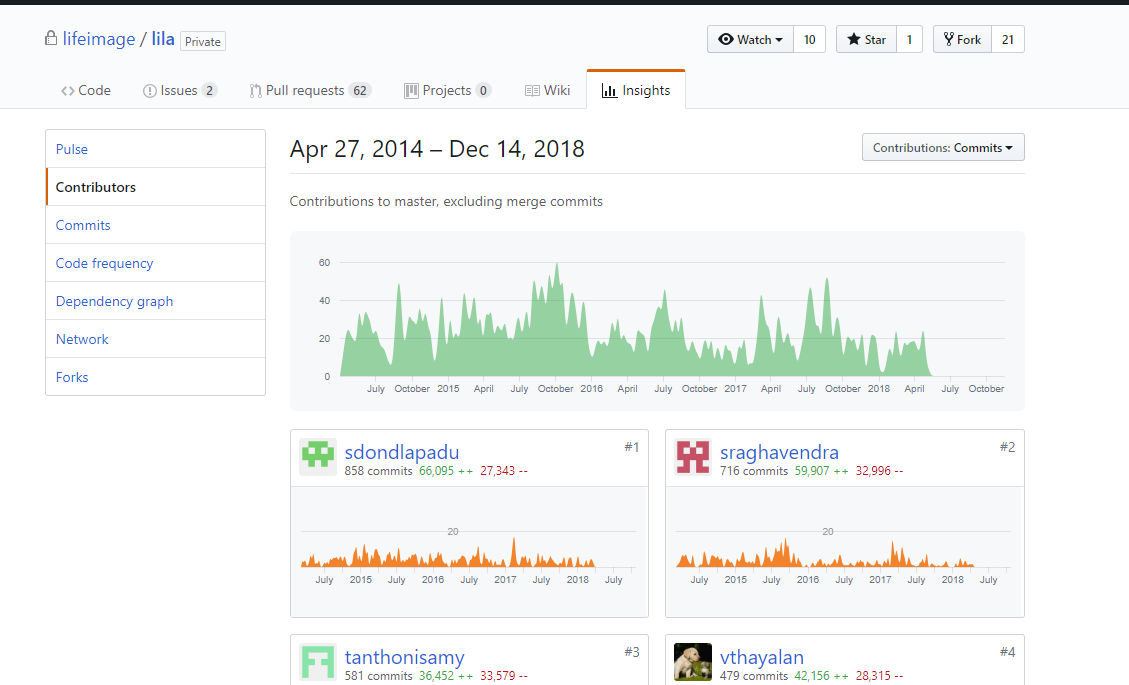 lifeimage / lila Private
Watch 10 Star 1 Fork 21
Code Issues 2 Pull requests 62 Projects 0 Wiki Insights
Pulse
Contributors
Commits
Code frequency
Dependency graph
Network
Forks
Apr 27, 2014 – Dec 14, 2018
Contributions: Commits
Contributions to master, excluding merge commits
60
40
20
0
July October 2015 April July October 2016 April July October 2017 April July October 2018 April July October
sdondlapadu #1
858 commits 66,095 ++ 27,343 --
20
July 2015 July 2016 July 2017 July 2018 July
sraghavendra #2
716 commits 59,907 ++ 32,996 --
20
July 2015 July 2016 July 2017 July 2018 July
tanthonisamy #3
581 commits 36,452 ++ 33,579 --
vthayalan #4
479 commits 42,156 ++ 28,315 --